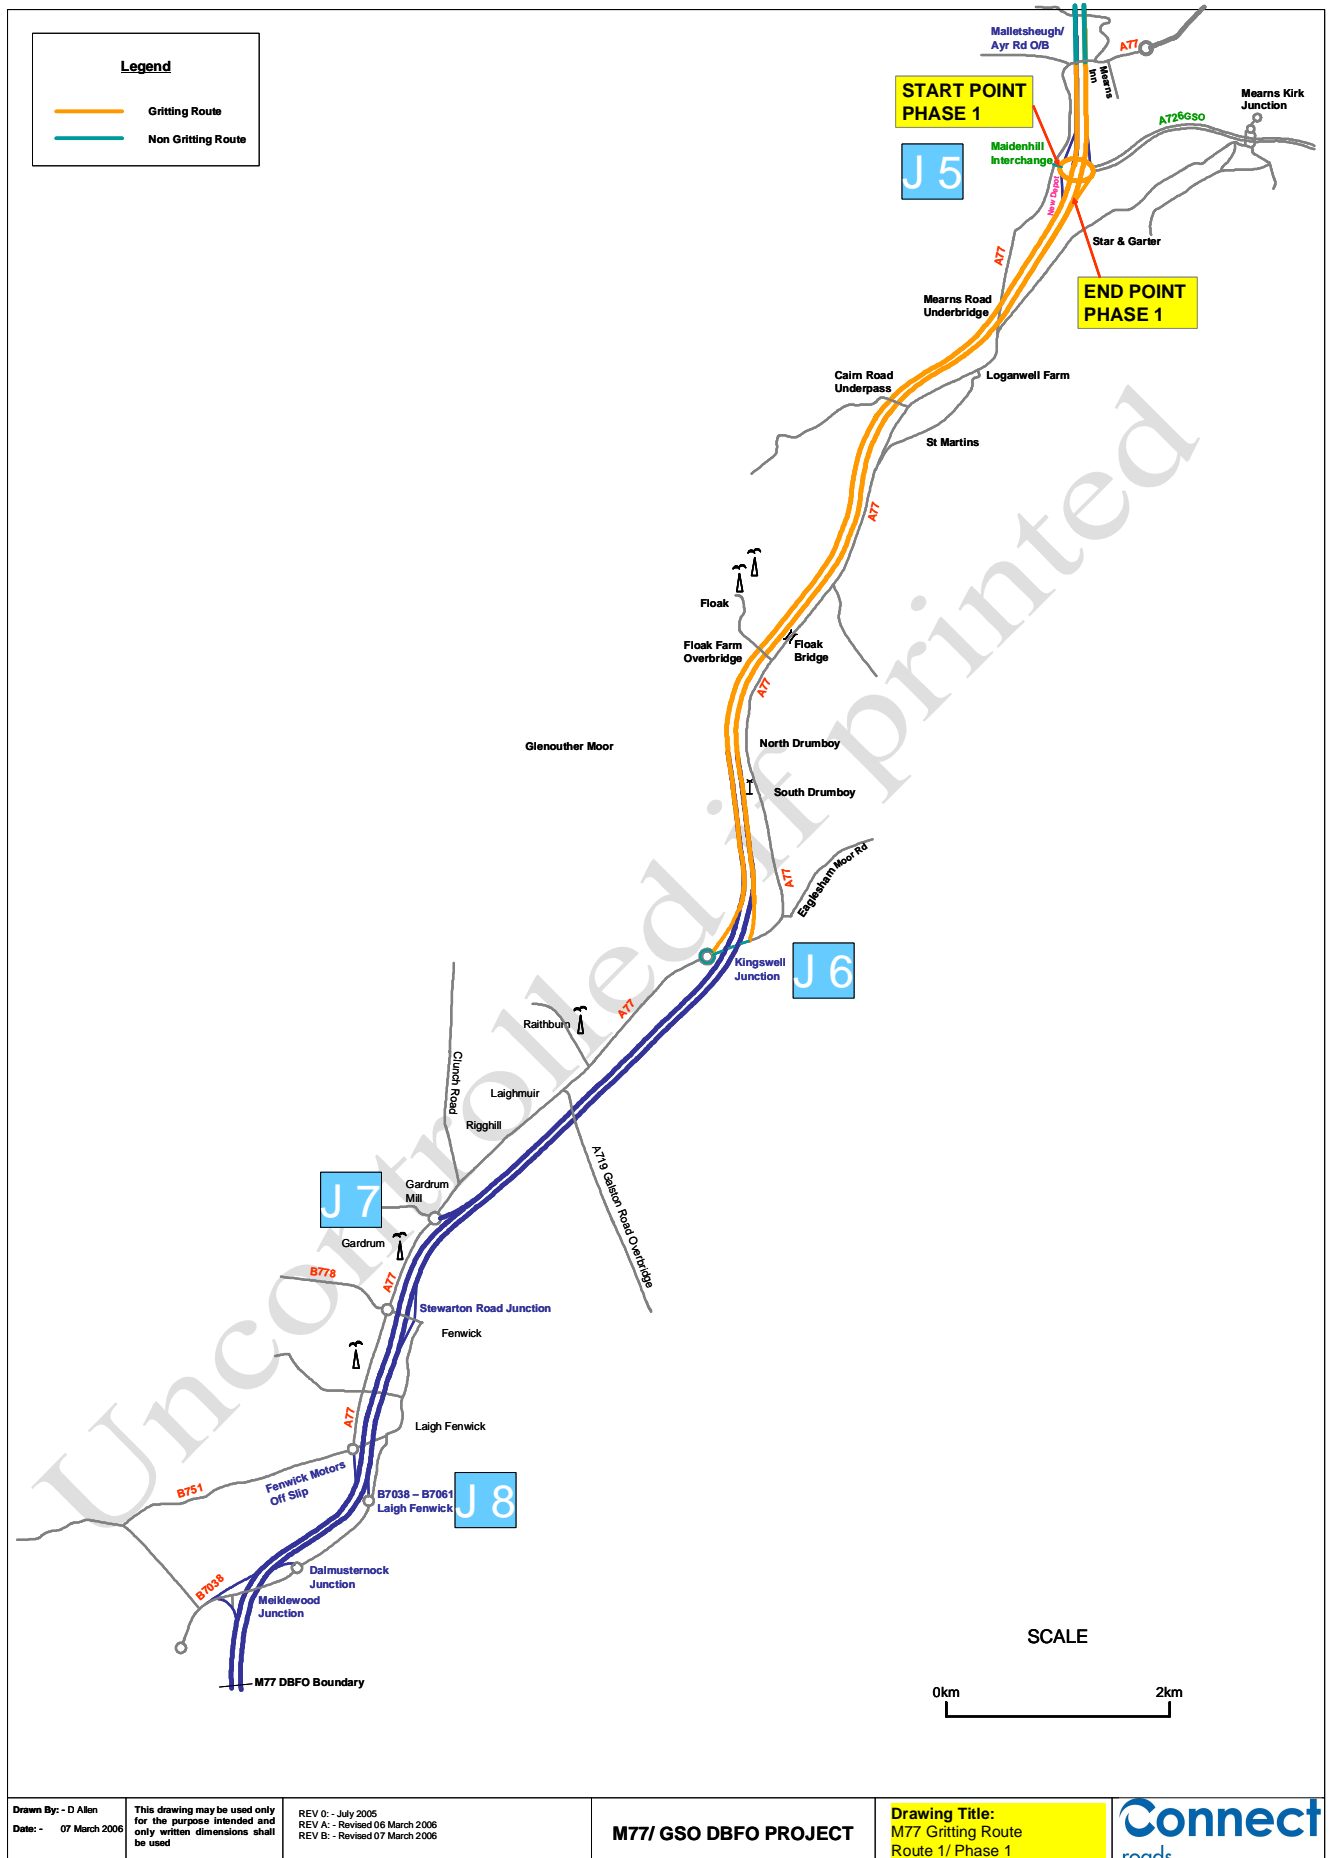 Legend
Gritting Route
Non Gritting Route
Malletsheugh/
Ayr Rd O/B
A77
Mearns
Inn
START POINT
PHASE 1
Mearns Kirk
Junction
A726GSO
Maidenhill
Interchange
J 5
New Depot
Star & Garter
A77
END POINT
PHASE 1
Mearns Road
Underbridge
Cairn Road
Underpass
Loganwell Farm
St Martins
A77
Floak
Floak Farm
Overbridge
Floak
Bridge
A77
Glenouther Moor
North Drumboy
South Drumboy
A77
Eaglesham Moor Rd
Kingswell
Junction
J 6
A77
Raithburn
Clunch Road
Laighmuir
Rigghill
A719 Galston Road Overbridge
J 7
Gardrum
Mill
Gardrum
B778
A77
Stewarton Road Junction
Fenwick
A77
Laigh Fenwick
B751
Fenwick Motors
Off Slip
B7038 – B7061
Laigh Fenwick
J 8
Dalmusternock
Junction
B7038
Meiklewood
Junction
M77 DBFO Boundary
Uncontrolled if printed
SCALE
0km 2km
Drawn By: - D Allen
Date: - 07 March 2006
This drawing may be used only
for the purpose intended and
only written dimensions shall
be used
REV 0: - July 2005
REV A: - Revised 06 March 2006
REV B: - Revised 07 March 2006
M77/ GSO DBFO PROJECT
Drawing Title:
M77 Gritting Route
Route 1/ Phase 1
Connect
roads